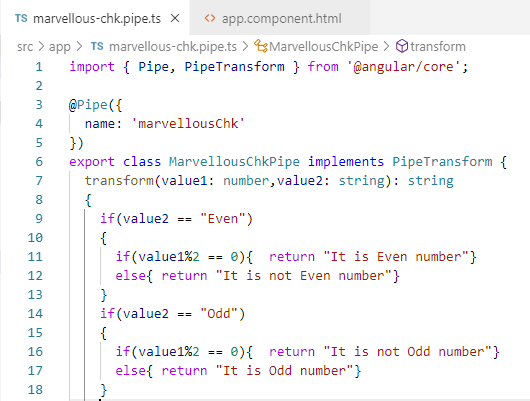 TS marvellous-chk.pipe.ts × <> app.component.html
src > app > TS marvellous-chk.pipe.ts > MarvellousChkPipe > transform
1 import { Pipe, PipeTransform } from '@angular/core';
2
3 @Pipe({
4   name: 'marvellousChk'
5 })
6 export class MarvellousChkPipe implements PipeTransform {
7   transform(value1: number,value2: string): string
8   {
9     if(value2 == "Even")
10     {
11       if(value1%2 == 0){  return "It is Even number"}
12       else{ return "It is not Even number"}
13     }
14     if(value2 == "Odd")
15     {
16       if(value1%2 == 0){  return "It is not Odd number"}
17       else{ return "It is Odd number"}
18     }